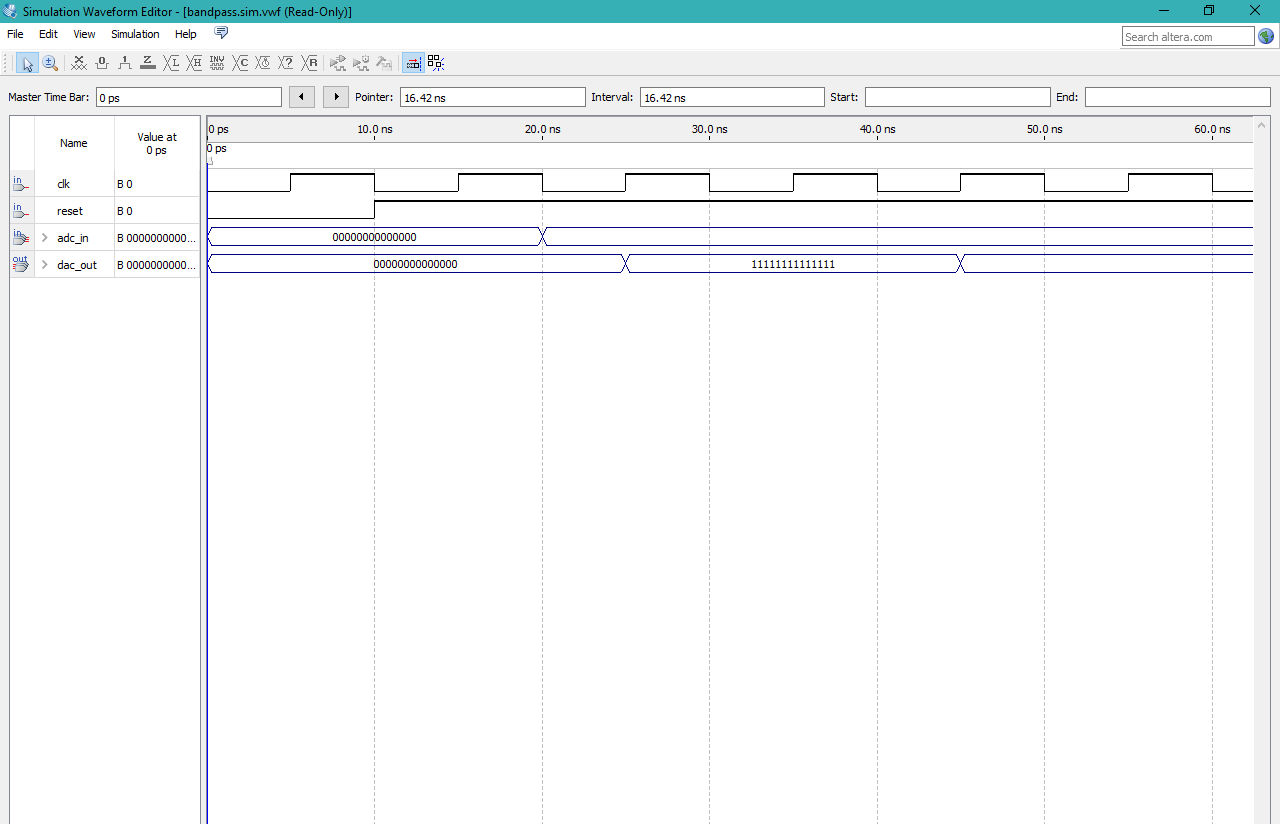 Simulation Waveform Editor - [bandpass.sim.vwf (Read-Only)]
File Edit View Simulation Help
Search altera.com
0 1 Z L H INV C ? R
Master Time Bar: 0 ps Pointer: 16.42 ns Interval: 16.42 ns Start: End:
Name Value at
0 ps
0 ps 10.0 ns 20.0 ns 30.0 ns 40.0 ns 50.0 ns 60.0 ns
0 ps
in clk B 0
in reset B 0
in adc_in B 0000000000... 00000000000000
out dac_out B 0000000000... 00000000000000 11111111111111